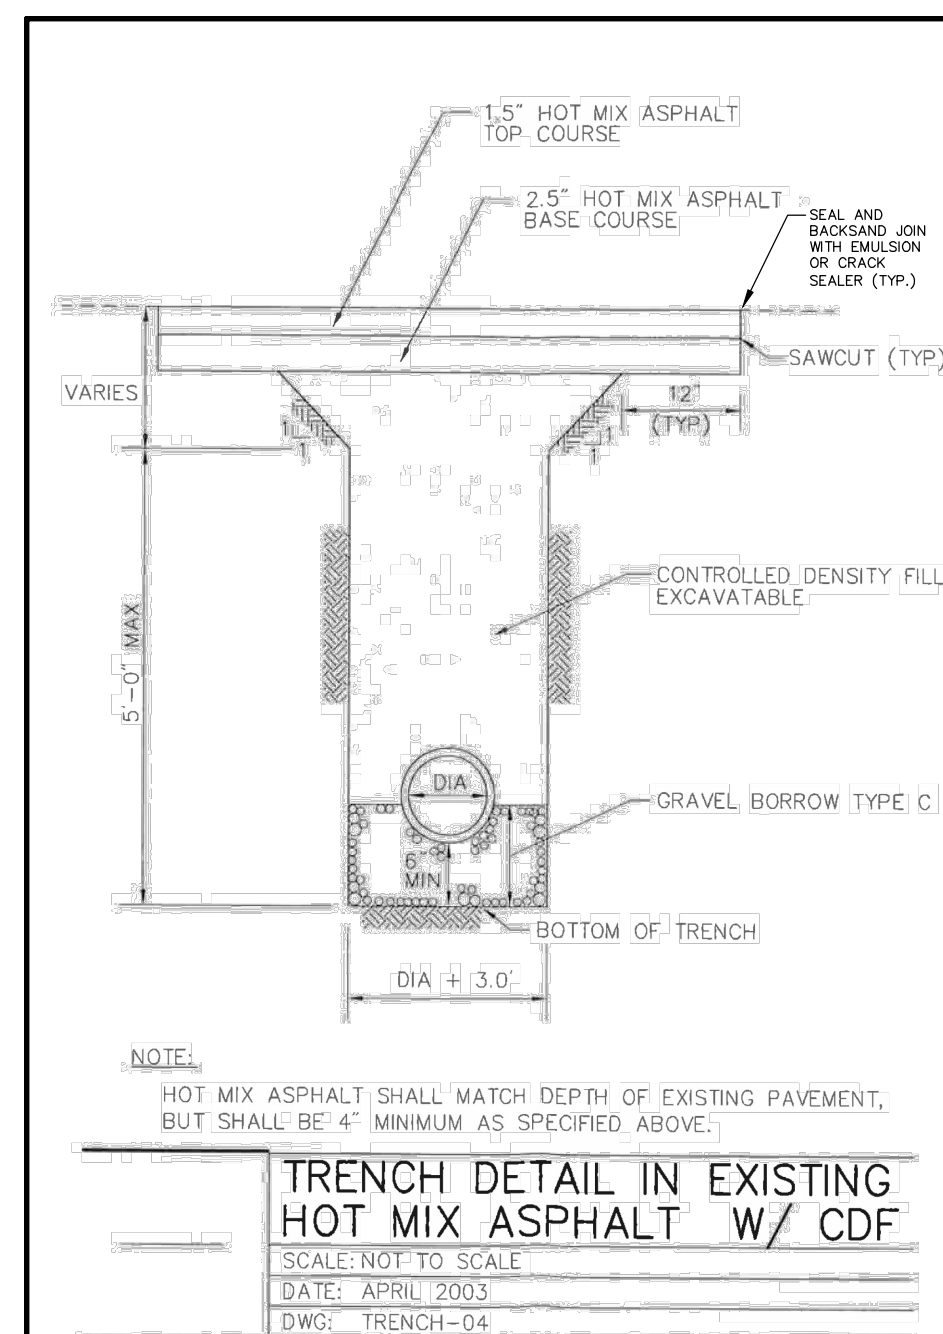 1.5" HOT MIX ASPHALT
TOP COURSE
2.5" HOT MIX ASPHALT
BASE COURSE
SEAL AND
BACKSAND JOIN
WITH EMULSION
OR CRACK
SEALER (TYP.)
SAWCUT (TYP)
VARIES
12"
(TYP)
1
1
1
1
CONTROLLED DENSITY FILL
EXCAVATABLE
5'-0" MAX
DIA
GRAVEL BORROW TYPE C
6"
MIN
BOTTOM OF TRENCH
DIA + 3.0'
NOTE:
HOT MIX ASPHALT SHALL MATCH DEPTH OF EXISTING PAVEMENT,
BUT SHALL BE 4" MINIMUM AS SPECIFIED ABOVE.
TRENCH DETAIL IN EXISTING
HOT MIX ASPHALT W/ CDF
SCALE: NOT TO SCALE
DATE: APRIL 2003
DWG: TRENCH-04